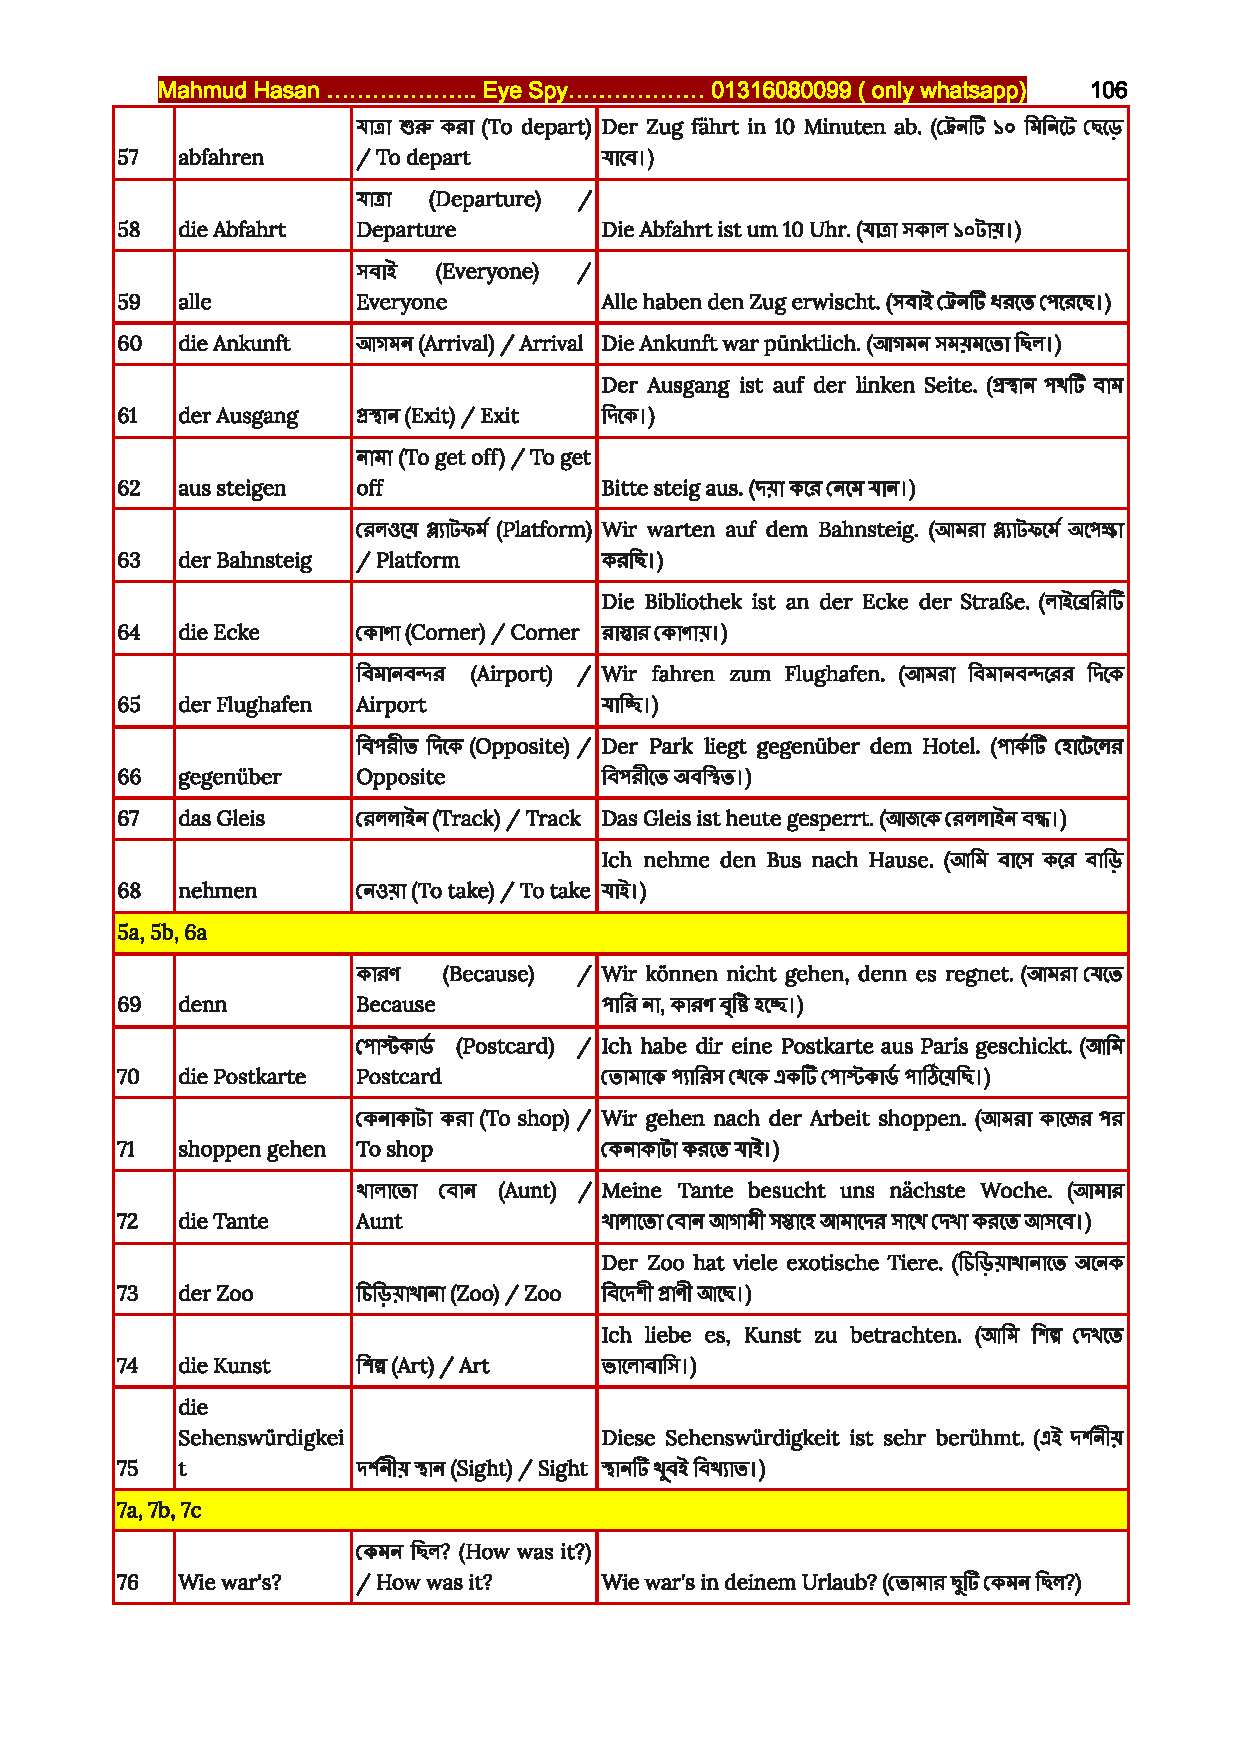 Mahmud Hasan ……………….. Eye Spy……………… 01316080099 ( only whatsapp) 106
যাত্রা শুরু করা (To depart) Der Zug fährt in 10 Minuten ab. (ট্রেনটি ১০ মিনিটে ছেড়ে
57 abfahren / To depart যাবে।)
যাত্রা (Departure) /
58 die Abfahrt Departure Die Abfahrt ist um 10 Uhr. (যাত্রা সকাল ১০টায়।)
সবাই (Everyone) /
59 alle Everyone Alle haben den Zug erwischt. (সবাই ট্রেনটি ধরতে পেরেছে।)
60 die Ankunft আগমন (Arrival) / Arrival Die Ankunft war pünktlich. (আগমন সময়মতো ছিল।)
Der Ausgang ist auf der linken Seite. (প্রস্থান পথটি বাম
61 der Ausgang প্রস্থান (Exit) / Exit দিকে।)
নামা (To get off) / To get
62 aus steigen off Bitte steig aus. (দয়া করে নেমে যান।)
রেলওয়ে প্ল্যাটফর্ম (Platform) Wir warten auf dem Bahnsteig. (আমরা প্ল্যাটফর্মে অপেক্ষা
63 der Bahnsteig / Platform করছি।)
Die Bibliothek ist an der Ecke der Straße. (লাইব্রেরিটি
64 die Ecke কোণা (Corner) / Corner রাস্তার কোণায়।)
বিমানবন্দর (Airport) / Wir fahren zum Flughafen. (আমরা বিমানবন্দরের দিকে
65 der Flughafen Airport যাচ্ছি।)
বিপরীত দিকে (Opposite) / Der Park liegt gegenüber dem Hotel. (পার্কটি হোটেলের
66 gegenüber Opposite বিপরীতে অবস্থিত।)
67 das Gleis রেললাইন (Track) / Track Das Gleis ist heute gesperrt. (আজকে রেললাইন বন্ধ।)
Ich nehme den Bus nach Hause. (আমি বাসে করে বাড়ি
68 nehmen নেওয়া (To take) / To take যাই।)
5a, 5b, 6a
কারণ (Because) / Wir können nicht gehen, denn es regnet. (আমরা যেতে
69 denn Because পারি না, কারণ বৃষ্টি হচ্ছে।)
পোস্টকার্ড (Postcard) / Ich habe dir eine Postkarte aus Paris geschickt. (আমি
70 die Postkarte Postcard তোমাকে প্যারিস থেকে একটি পোস্টকার্ড পাঠিয়েছি।)
কেনাকাটা করা (To shop) / Wir gehen nach der Arbeit shoppen. (আমরা কাজের পর
71 shoppen gehen To shop কেনাকাটা করতে যাই।)
খালাতো বোন (Aunt) / Meine Tante besucht uns nächste Woche. (আমার
72 die Tante Aunt খালাতো বোন আগামী সপ্তাহে আমাদের সাথে দেখা করতে আসবে।)
Der Zoo hat viele exotische Tiere. (চিড়িয়াখানাতে অনেক
73 der Zoo চিড়িয়াখানা (Zoo) / Zoo বিদেশী প্রাণী আছে।)
Ich liebe es, Kunst zu betrachten. (আমি শিল্প দেখতে
74 die Kunst শিল্প (Art) / Art ভালোবাসি।)
die
Sehenswürdigkei Diese Sehenswürdigkeit ist sehr berühmt. (এই দর্শনীয়
75 t দর্শনীয় স্থান (Sight) / Sight স্থানটি খুবই বিখ্যাত।)
7a, 7b, 7c
কেমন ছিল? (How was it?)
76 Wie war's? / How was it? Wie war's in deinem Urlaub? (তোমার ছুটি কেমন ছিল?)